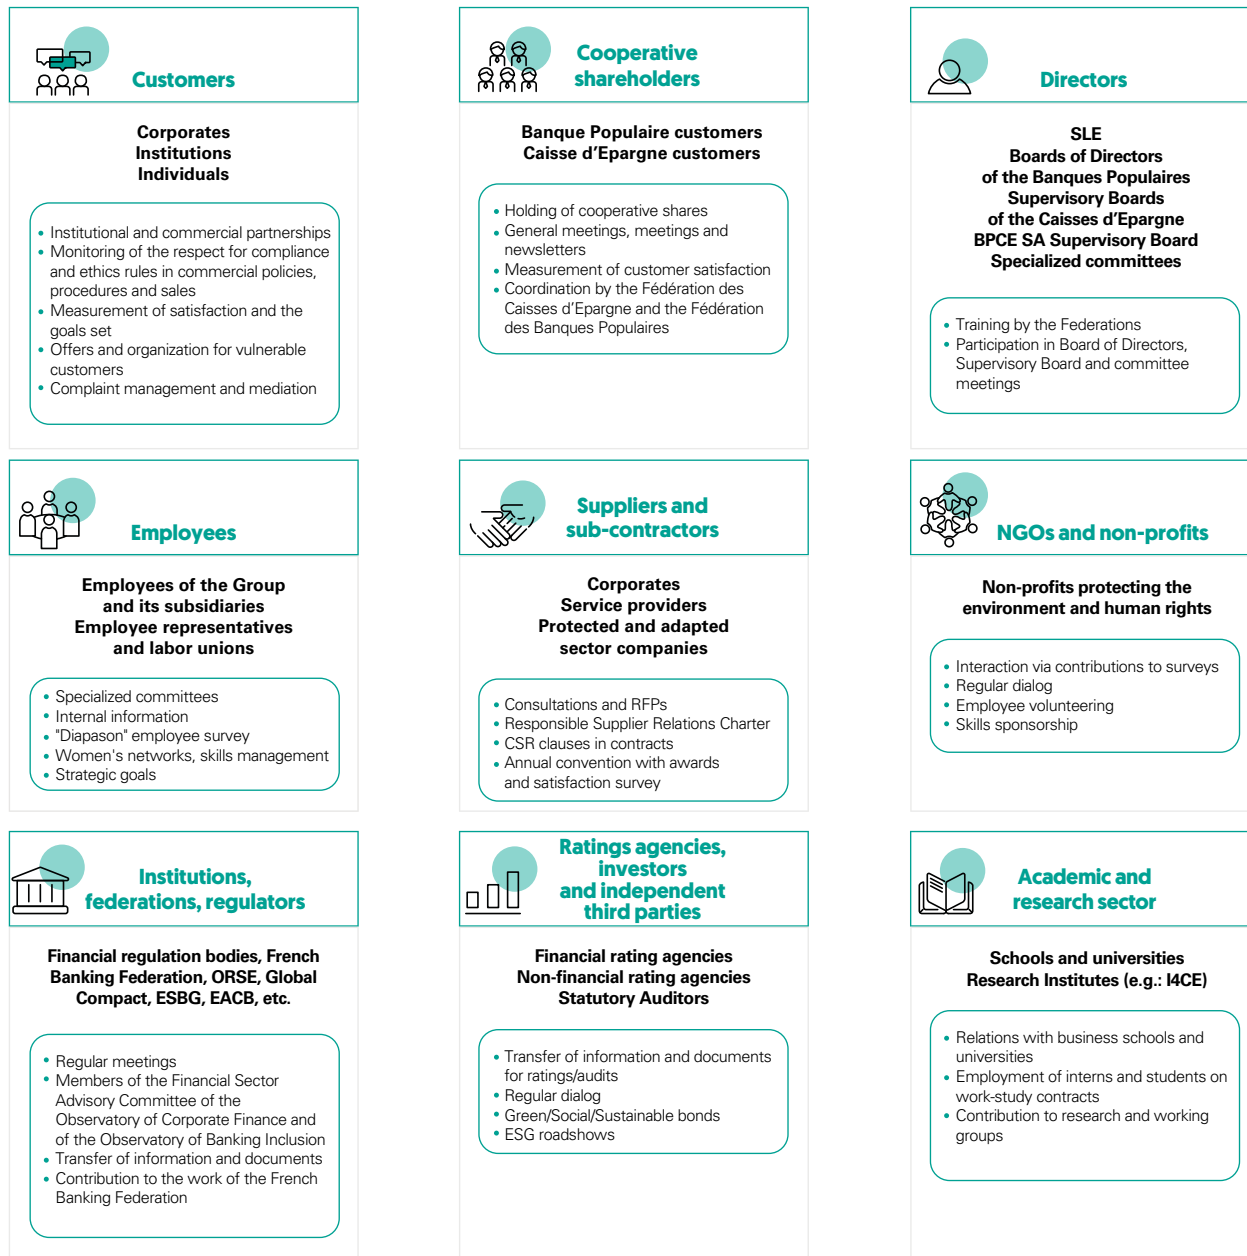 Customers
Corporates
Institutions
Individuals
• Institutional and commercial partnerships
• Monitoring of the respect for compliance
and ethics rules in commercial policies,
procedures and sales
• Measurement of satisfaction and the
goals set
• Offers and organization for vulnerable
customers
• Complaint management and mediation
Cooperative
shareholders
Banque Populaire customers
Caisse d’Epargne customers
• Holding of cooperative shares
• General meetings, meetings and
newsletters
• Measurement of customer satisfaction
• Coordination by the Fédération des
Caisses d’Epargne and the Fédération
des Banques Populaires
Directors
SLE
Boards of Directors
of the Banques Populaires
Supervisory Boards
of the Caisses d’Epargne
BPCE SA Supervisory Board
Specialized committees
• Training by the Federations
• Participation in Board of Directors,
Supervisory Board and committee
meetings
Employees
Employees of the Group
and its subsidiaries
Employee representatives
and labor unions
• Specialized committees
• Internal information
• "Diapason" employee survey
• Women's networks, skills management
• Strategic goals
Suppliers and
sub-contractors
Corporates
Service providers
Protected and adapted
sector companies
• Consultations and RFPs
• Responsible Supplier Relations Charter
• CSR clauses in contracts
• Annual convention with awards
and satisfaction survey
NGOs and non-profits
Non-profits protecting the
environment and human rights
• Interaction via contributions to surveys
• Regular dialog
• Employee volunteering
• Skills sponsorship
Institutions,
federations, regulators
Financial regulation bodies, French
Banking Federation, ORSE, Global
Compact, ESBG, EACB, etc.
• Regular meetings
• Members of the Financial Sector
Advisory Committee of the
Observatory of Corporate Finance and
of the Observatory of Banking Inclusion
• Transfer of information and documents
• Contribution to the work of the French
Banking Federation
Ratings agencies,
investors
and independent
third parties
Financial rating agencies
Non-financial rating agencies
Statutory Auditors
• Transfer of information and documents
for ratings/audits
• Regular dialog
• Green/Social/Sustainable bonds
• ESG roadshows
Academic and
research sector
Schools and universities
Research Institutes (e.g.: I4CE)
• Relations with business schools and
universities
• Employment of interns and students on
work-study contracts
• Contribution to research and working
groups